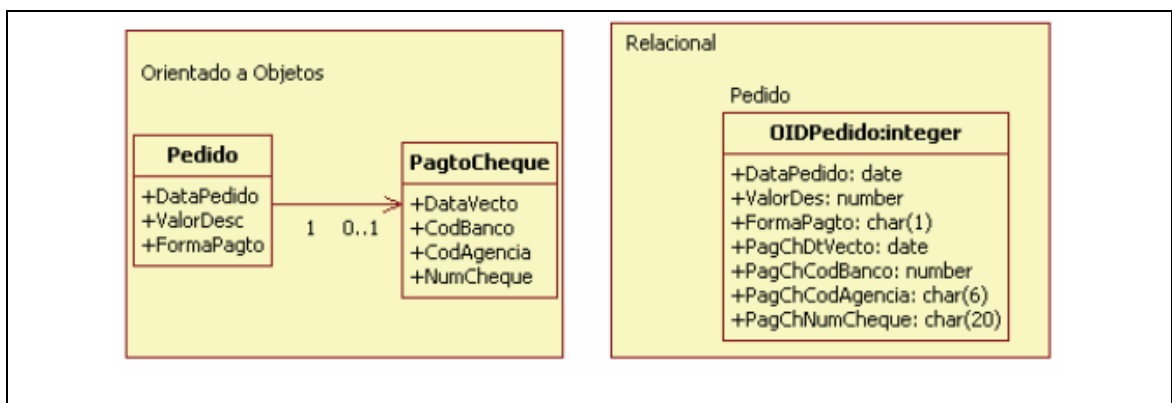 Orientado a Objetos
Pedido
+DataPedido
+ValorDesc
+FormaPagto
1 0..1
PagtoCheque
+DataVecto
+CodBanco
+CodAgencia
+NumCheque
Relacional
Pedido
OIDPedido:integer
+DataPedido: date
+ValorDes: number
+FormaPagto: char(1)
+PagChDtVecto: date
+PagChCodBanco: number
+PagChCodAgencia: char(6)
+PagChNumCheque: char(20)